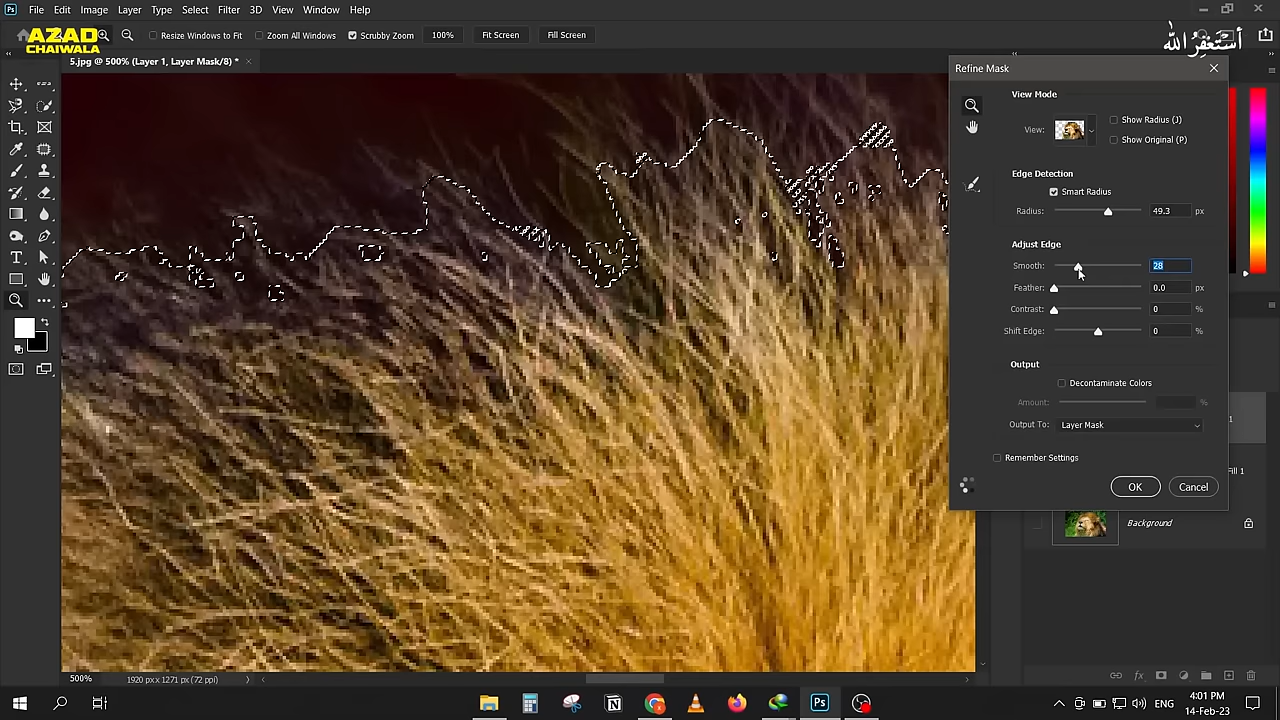 Ps File Edit Image Layer Type Select Filter 3D View Window Help
AZAD
CHAIWALA
Resize Windows to Fit Zoom All Windows Scrubby Zoom 100% Fit Screen Fill Screen
أستغفر الله
5.jpg @ 500% (Layer 1, Layer Mask/8) * ×
Refine Mask
View Mode
View:
Show Radius (J)
Show Original (P)
Edge Detection
Smart Radius
Radius: 49.3 px
Adjust Edge
Smooth: 28
Feather: 0.0 px
Contrast: 0 %
Shift Edge: 0 %
Output
Decontaminate Colors
Amount: %
Output To: Layer Mask
Remember Settings
OK Cancel
1
Fill 1
Background
fx
500% 1920 px x 1271 px (72 ppi)
Ps
ENG
4:01 PM
14-Feb-23